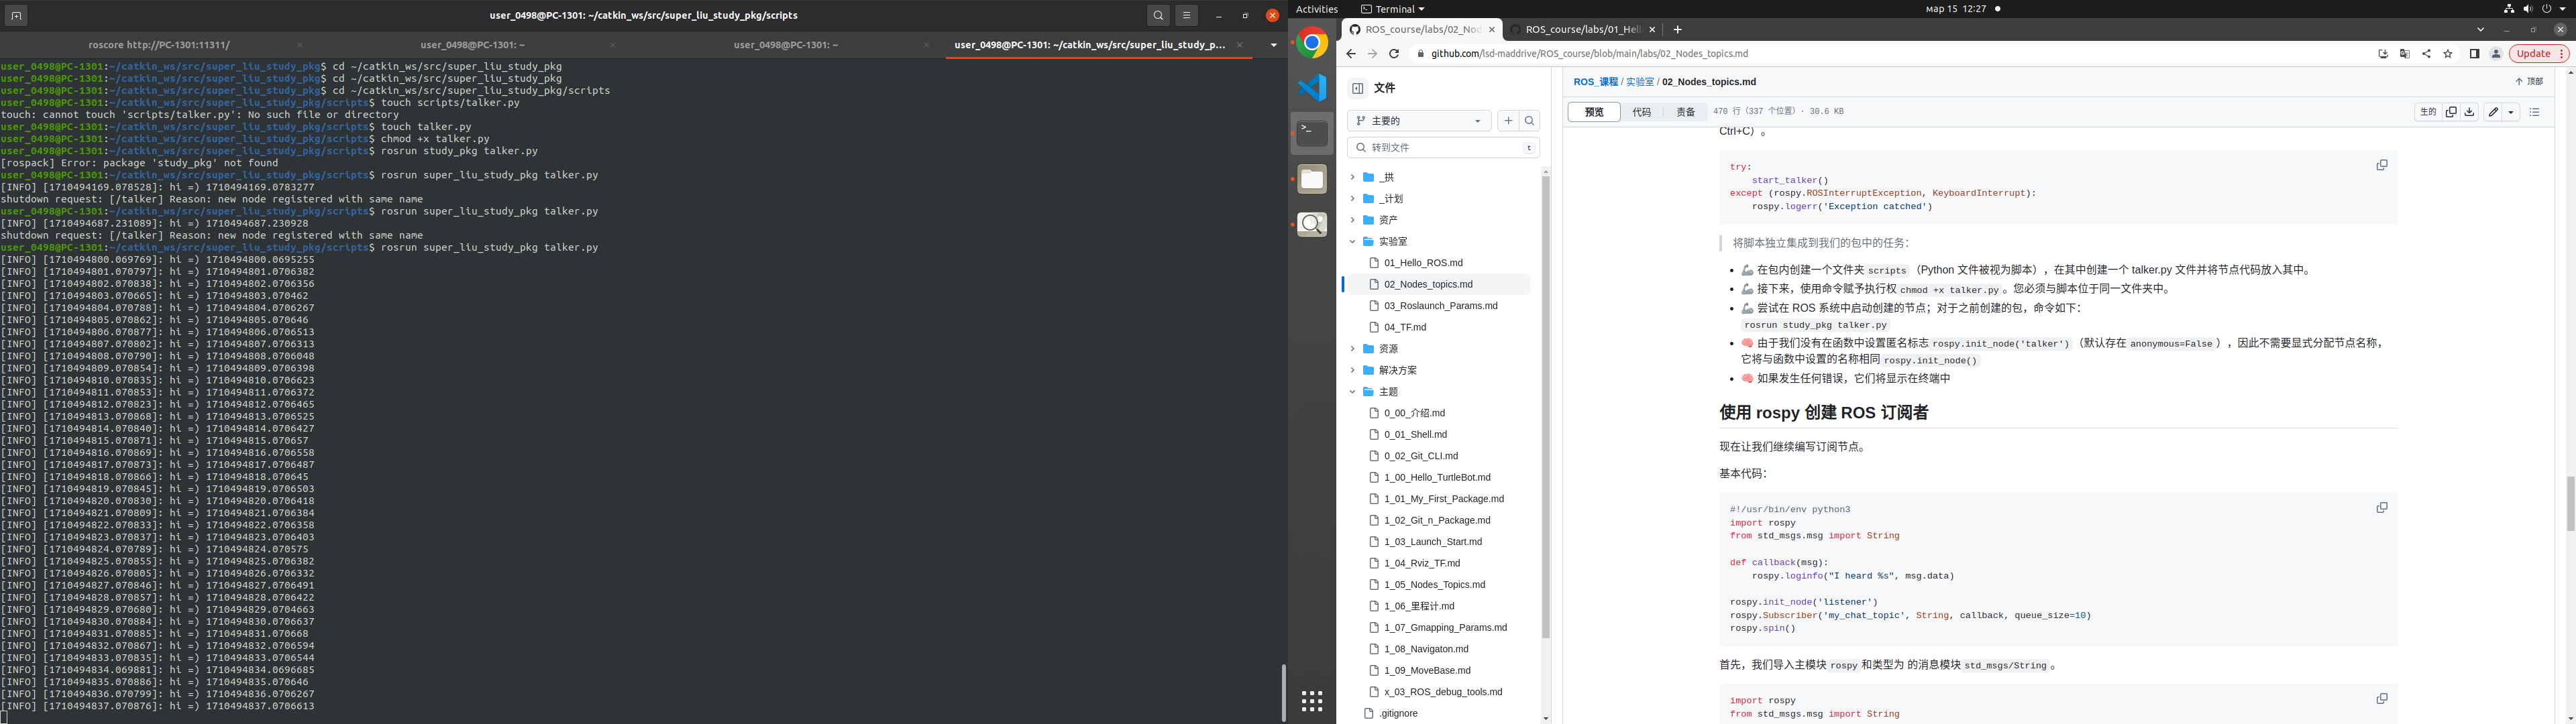 user_0498@PC-1301: ~/catkin_ws/src/super_liu_study_pkg/scripts
roscore http://PC-1301:11311/
user_0498@PC-1301: ~
user_0498@PC-1301: ~
user_0498@PC-1301: ~/catkin_ws/src/super_liu_study_p...
user_0498@PC-1301:~/catkin_ws/src/super_liu_study_pkg$ cd ~/catkin_ws/src/super_liu_study_pkg
user_0498@PC-1301:~/catkin_ws/src/super_liu_study_pkg$ cd ~/catkin_ws/src/super_liu_study_pkg
user_0498@PC-1301:~/catkin_ws/src/super_liu_study_pkg$ cd ~/catkin_ws/src/super_liu_study_pkg/scripts
user_0498@PC-1301:~/catkin_ws/src/super_liu_study_pkg/scripts$ touch scripts/talker.py
touch: cannot touch 'scripts/talker.py': No such file or directory
user_0498@PC-1301:~/catkin_ws/src/super_liu_study_pkg/scripts$ touch talker.py
user_0498@PC-1301:~/catkin_ws/src/super_liu_study_pkg/scripts$ chmod +x talker.py
user_0498@PC-1301:~/catkin_ws/src/super_liu_study_pkg/scripts$ rosrun study_pkg talker.py
[rospack] Error: package 'study_pkg' not found
user_0498@PC-1301:~/catkin_ws/src/super_liu_study_pkg/scripts$ rosrun super_liu_study_pkg talker.py
[INFO] [1710494169.078528]: hi =) 1710494169.0783277
shutdown request: [/talker] Reason: new node registered with same name
user_0498@PC-1301:~/catkin_ws/src/super_liu_study_pkg/scripts$ rosrun super_liu_study_pkg talker.py
[INFO] [1710494687.231089]: hi =) 1710494687.230928
shutdown request: [/talker] Reason: new node registered with same name
user_0498@PC-1301:~/catkin_ws/src/super_liu_study_pkg/scripts$ rosrun super_liu_study_pkg talker.py
[INFO] [1710494800.069769]: hi =) 1710494800.0695255
[INFO] [1710494801.070797]: hi =) 1710494801.0706382
[INFO] [1710494802.070838]: hi =) 1710494802.0706356
[INFO] [1710494803.070665]: hi =) 1710494803.070462
[INFO] [1710494804.070788]: hi =) 1710494804.0706267
[INFO] [1710494805.070862]: hi =) 1710494805.070646
[INFO] [1710494806.070877]: hi =) 1710494806.0706513
[INFO] [1710494807.070802]: hi =) 1710494807.0706313
[INFO] [1710494808.070790]: hi =) 1710494808.0706048
[INFO] [1710494809.070854]: hi =) 1710494809.0706398
[INFO] [1710494810.070835]: hi =) 1710494810.0706623
[INFO] [1710494811.070853]: hi =) 1710494811.0706372
[INFO] [1710494812.070823]: hi =) 1710494812.0706465
[INFO] [1710494813.070868]: hi =) 1710494813.0706525
[INFO] [1710494814.070840]: hi =) 1710494814.0706427
[INFO] [1710494815.070871]: hi =) 1710494815.070657
[INFO] [1710494816.070869]: hi =) 1710494816.0706558
[INFO] [1710494817.070873]: hi =) 1710494817.0706487
[INFO] [1710494818.070866]: hi =) 1710494818.070645
[INFO] [1710494819.070845]: hi =) 1710494819.0706503
[INFO] [1710494820.070830]: hi =) 1710494820.0706418
[INFO] [1710494821.070809]: hi =) 1710494821.0706384
[INFO] [1710494822.070833]: hi =) 1710494822.0706358
[INFO] [1710494823.070837]: hi =) 1710494823.0706403
[INFO] [1710494824.070789]: hi =) 1710494824.070575
[INFO] [1710494825.070855]: hi =) 1710494825.0706382
[INFO] [1710494826.070805]: hi =) 1710494826.0706332
[INFO] [1710494827.070846]: hi =) 1710494827.0706491
[INFO] [1710494828.070857]: hi =) 1710494828.0706422
[INFO] [1710494829.070680]: hi =) 1710494829.0704663
[INFO] [1710494830.070884]: hi =) 1710494830.0706637
[INFO] [1710494831.070885]: hi =) 1710494831.070668
[INFO] [1710494832.070867]: hi =) 1710494832.0706594
[INFO] [1710494833.070835]: hi =) 1710494833.0706544
[INFO] [1710494834.069881]: hi =) 1710494834.0696685
[INFO] [1710494835.070886]: hi =) 1710494835.070646
[INFO] [1710494836.070799]: hi =) 1710494836.0706267
[INFO] [1710494837.070876]: hi =) 1710494837.0706613
Activities
Terminal
мар 15 12:27
ROS_course/labs/02_Nod
ROS_course/labs/01_Hell
github.com/lsd-maddrive/ROS_course/blob/main/labs/02_Nodes_topics.md
Update
文件
主要的
转到文件
t
_拱
_计划
资产
实验室
01_Hello_ROS.md
02_Nodes_topics.md
03_Roslaunch_Params.md
04_TF.md
资源
解决方案
主题
0_00_介绍.md
0_01_Shell.md
0_02_Git_CLI.md
1_00_Hello_TurtleBot.md
1_01_My_First_Package.md
1_02_Git_n_Package.md
1_03_Launch_Start.md
1_04_Rviz_TF.md
1_05_Nodes_Topics.md
1_06_里程计.md
1_07_Gmapping_Params.md
1_08_Navigaton.md
1_09_MoveBase.md
x_03_ROS_debug_tools.md
.gitignore
ROS_课程 / 实验室 / 02_Nodes_topics.md
顶部
预览
代码
责备
470 行（337 个位置）· 30.6 KB
生的
Ctrl+C）。
try:
start_talker()
except (rospy.ROSInterruptException, KeyboardInterrupt):
rospy.logerr('Exception catched')
将脚本独立集成到我们的包中的任务：
在包内创建一个文件夹 scripts（Python 文件被视为脚本），在其中创建一个 talker.py 文件并将节点代码放入其中。
接下来，使用命令赋予执行权 chmod +x talker.py 。您必须与脚本位于同一文件夹中。
尝试在 ROS 系统中启动创建的节点；对于之前创建的包，命令如下：
rosrun study_pkg talker.py
由于我们没有在函数中设置匿名标志 rospy.init_node('talker')（默认存在 anonymous=False ），因此不需要显式分配节点名称，
它将与函数中设置的名称相同 rospy.init_node()
如果发生任何错误，它们将显示在终端中
使用 rospy 创建 ROS 订阅者
现在让我们继续编写订阅节点。
基本代码：
#!/usr/bin/env python3
import rospy
from std_msgs.msg import String
def callback(msg):
rospy.loginfo("I heard %s", msg.data)
rospy.init_node('listener')
rospy.Subscriber('my_chat_topic', String, callback, queue_size=10)
rospy.spin()
首先，我们导入主模块 rospy 和类型为 的消息模块 std_msgs/String 。
import rospy
from std_msgs.msg import String